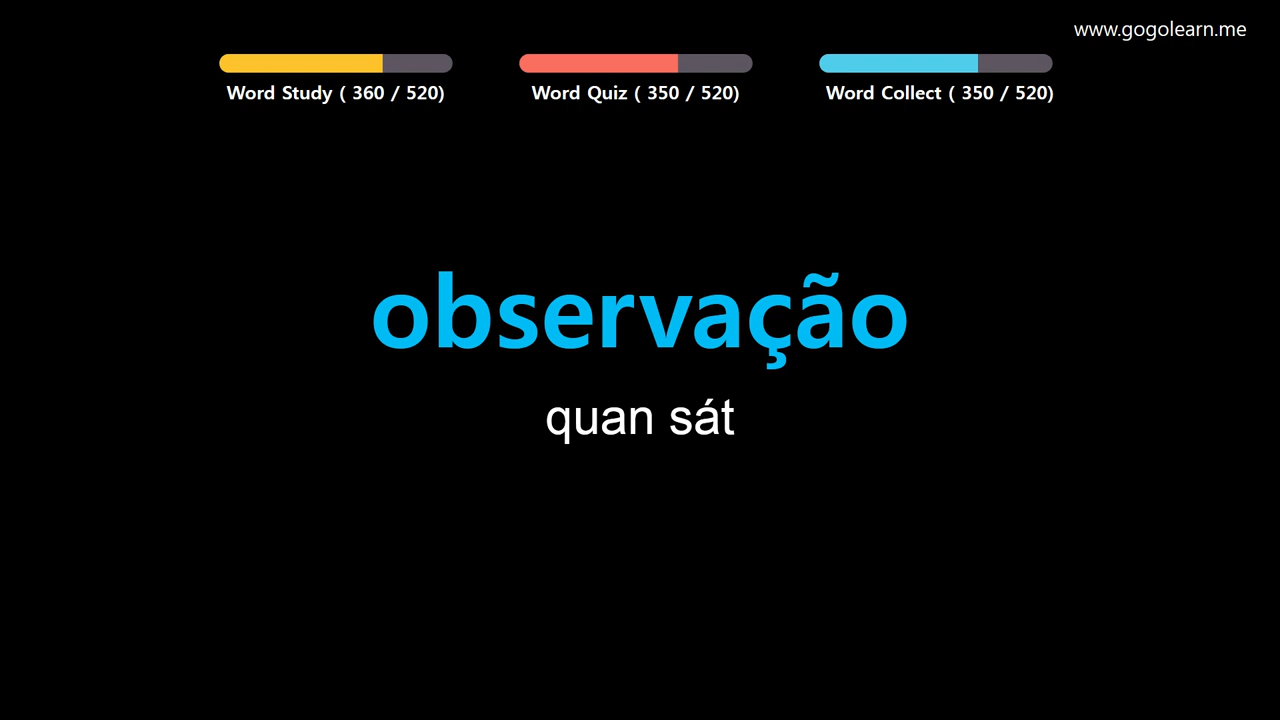 www.gogolearn.me
Word Study ( 360 / 520)
Word Quiz ( 350 / 520)
Word Collect ( 350 / 520)
observação
quan sát